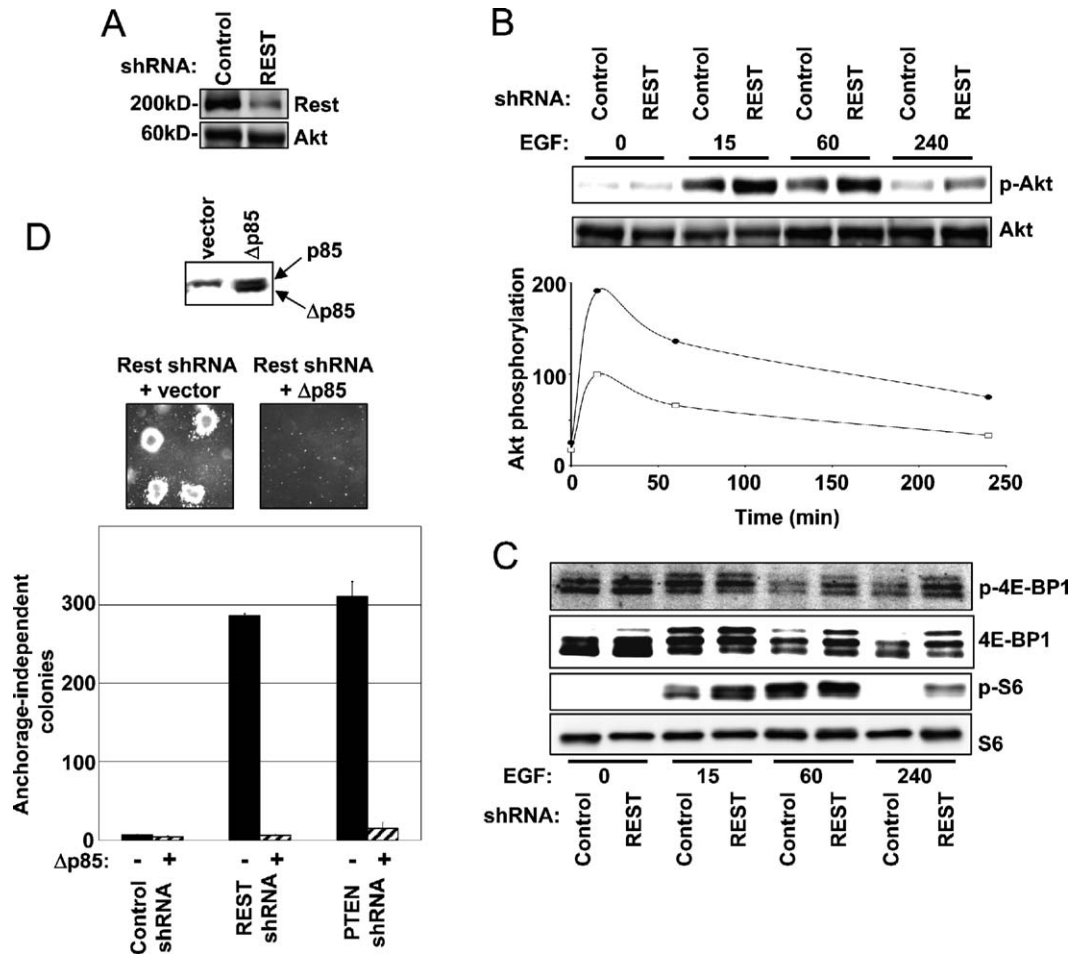 A
shRNA:
Control
REST
200kD-
Rest
60kD-
Akt
B
shRNA:
Control
REST
Control
REST
Control
REST
Control
REST
EGF:
0
15
60
240
p-Akt
Akt
Akt phosphorylation
200
100
0
0
50
100
150
200
250
Time (min)
C
p-4E-BP1
4E-BP1
p-S6
S6
EGF:
0
15
60
240
shRNA:
Control
REST
Control
REST
Control
REST
Control
REST
D
vector
Δp85
p85
Δp85
Rest shRNA
+ vector
Rest shRNA
+ Δp85
Anchorage-independent
colonies
300
200
100
0
Δp85:
-
+
-
+
-
+
Control
shRNA
REST
shRNA
PTEN
shRNA